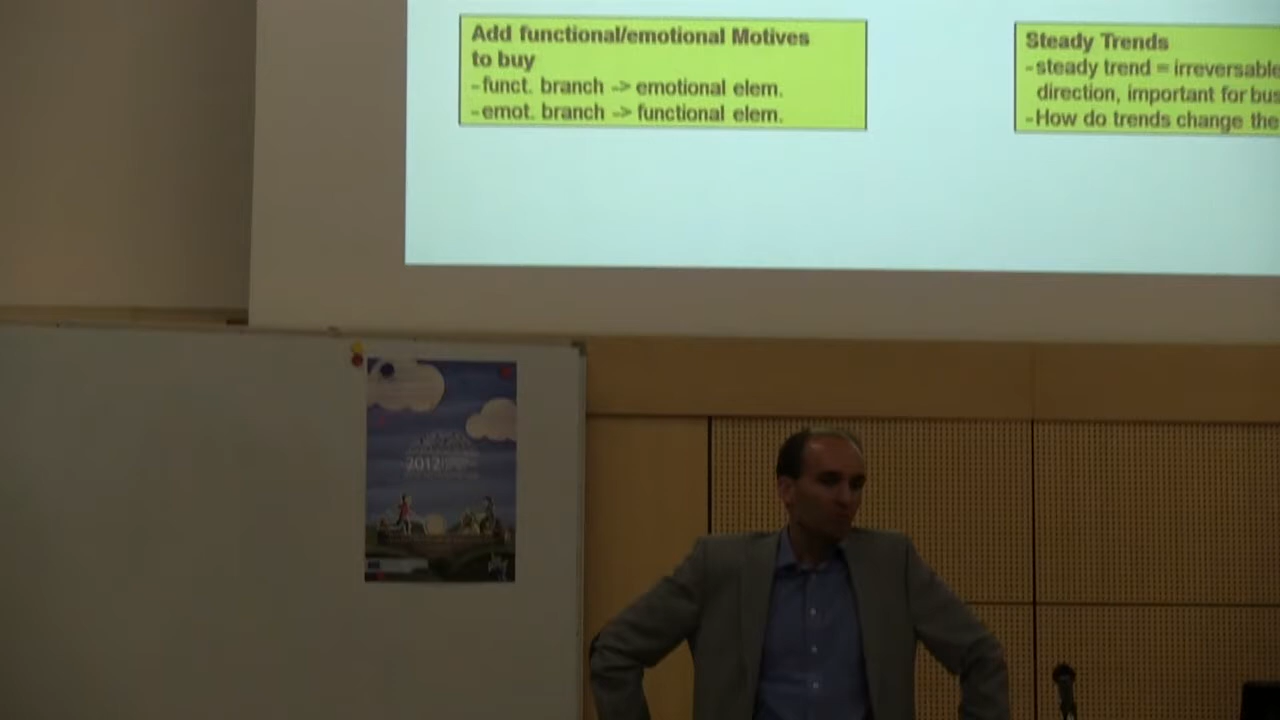 Add functional/emotional Motives
to buy
-funct. branch -> emotional elem.
-emot. branch -> functional elem.
Steady Trends
-steady trend = irreversable
direction, important for bus
-How do trends change the
2012